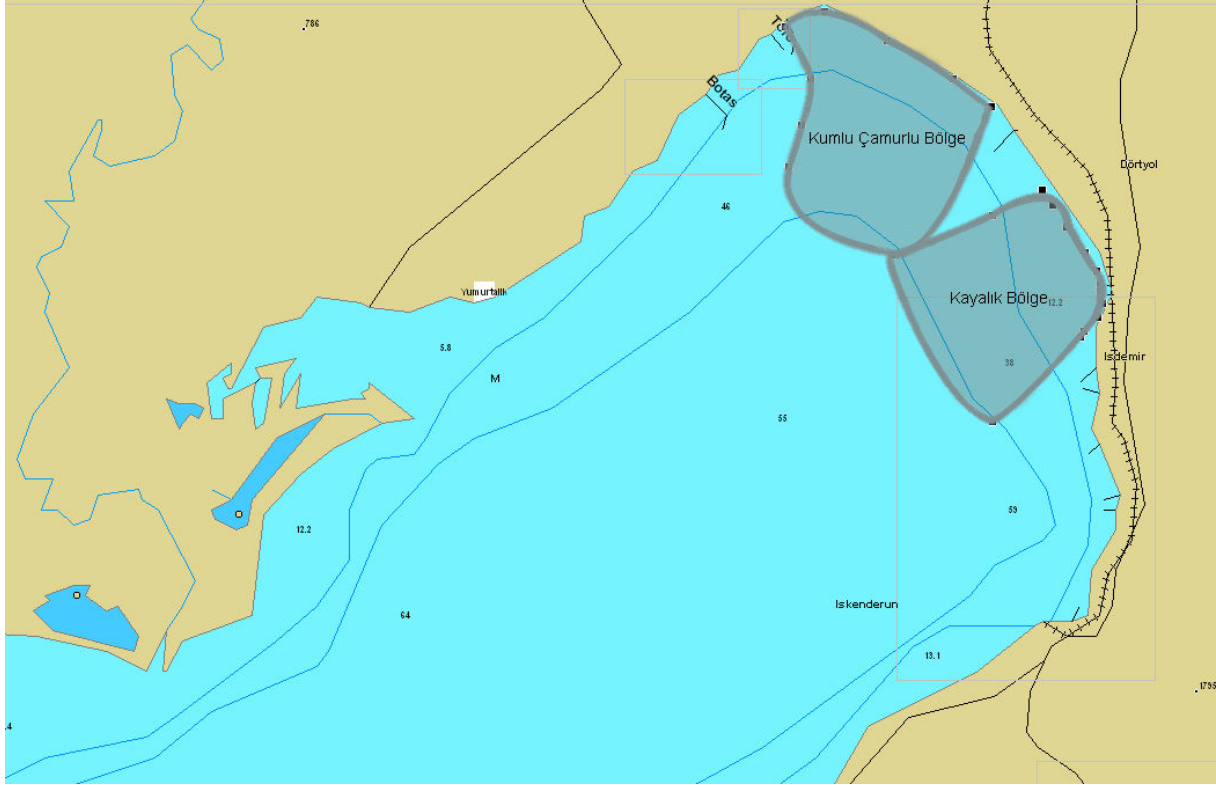 786
Botas
Kumlu Çamurlu Bölge
Dörtyol
46
Yumurtalik
Kayalık Bölge
12.2
5.8
Isdemir
38
M
55
59
12.2
Iskenderun
64
13.1
1795
.4